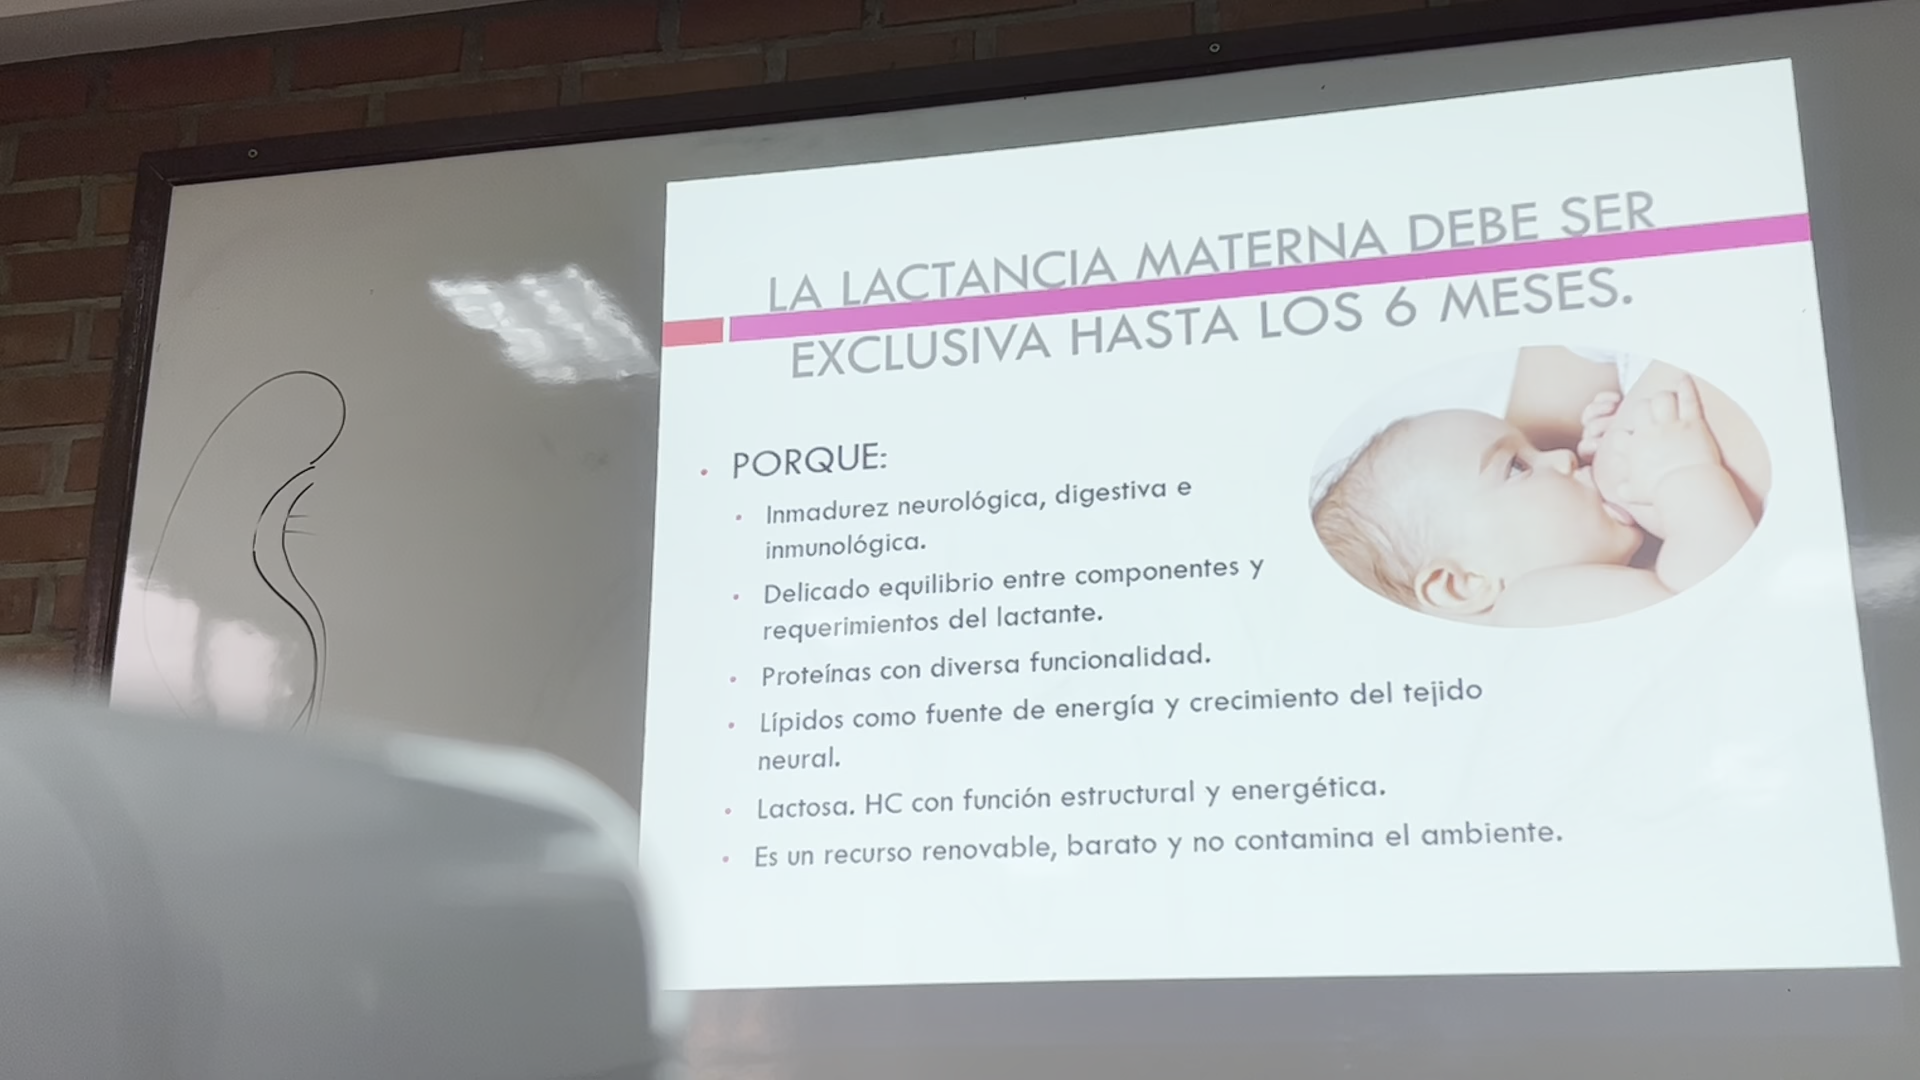 LA LACTANCIA MATERNA DEBE SER
EXCLUSIVA HASTA LOS 6 MESES.
• PORQUE:
• Inmadurez neurológica, digestiva e
inmunológica.
• Delicado equilibrio entre componentes y
requerimientos del lactante.
• Proteínas con diversa funcionalidad.
• Lípidos como fuente de energía y crecimiento del tejido
neural.
• Lactosa. HC con función estructural y energética.
• Es un recurso renovable, barato y no contamina el ambiente.